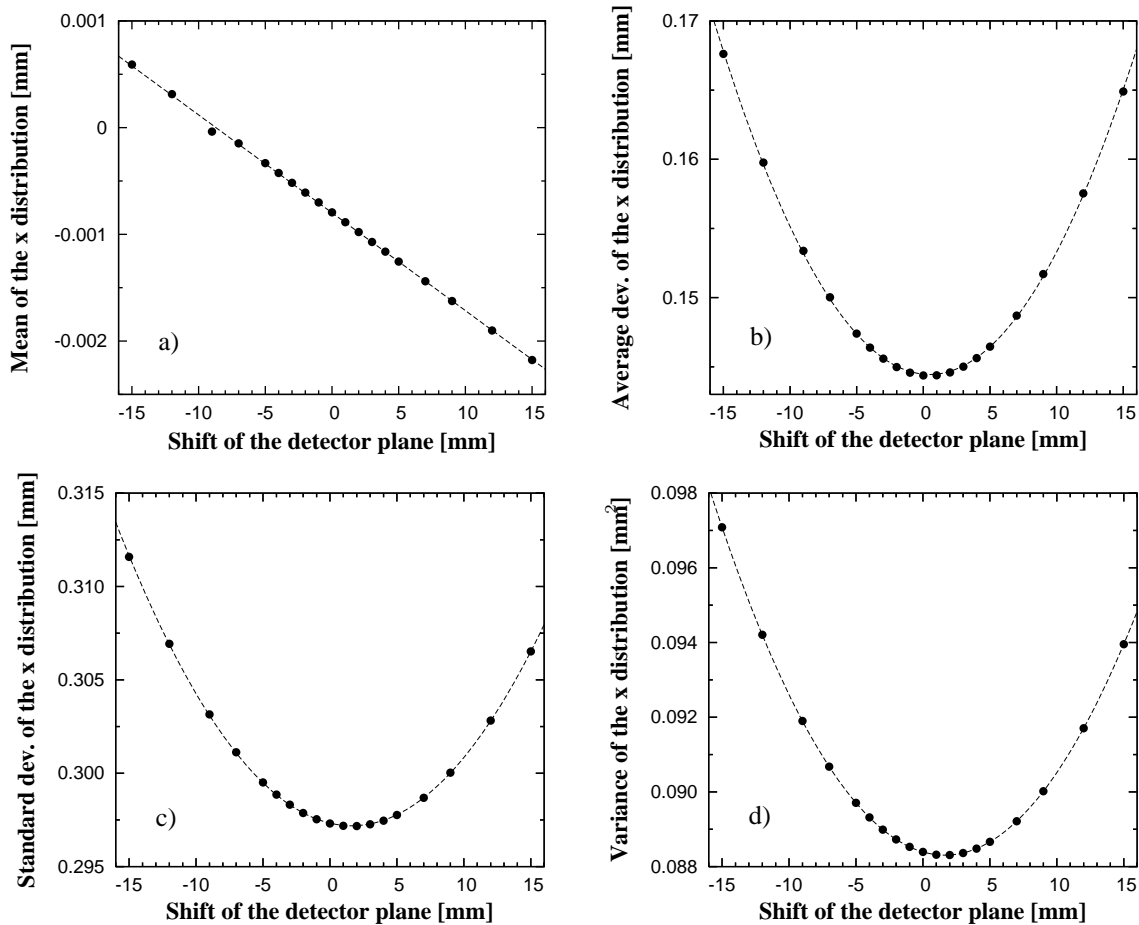 0.001
0
-0.001
-0.002
Mean of the x distribution [mm]
a)
-15 -10 -5 0 5 10 15
Shift of the detector plane [mm]
0.17
0.16
0.15
Average dev. of the x distribution [mm]
b)
-15 -10 -5 0 5 10 15
Shift of the detector plane [mm]
0.315
0.310
0.305
0.300
0.295
Standard dev. of the x distribution [mm]
c)
-15 -10 -5 0 5 10 15
Shift of the detector plane [mm]
0.098
0.096
0.094
0.092
0.090
0.088
Variance of the x distribution [mm²]
d)
-15 -10 -5 0 5 10 15
Shift of the detector plane [mm]